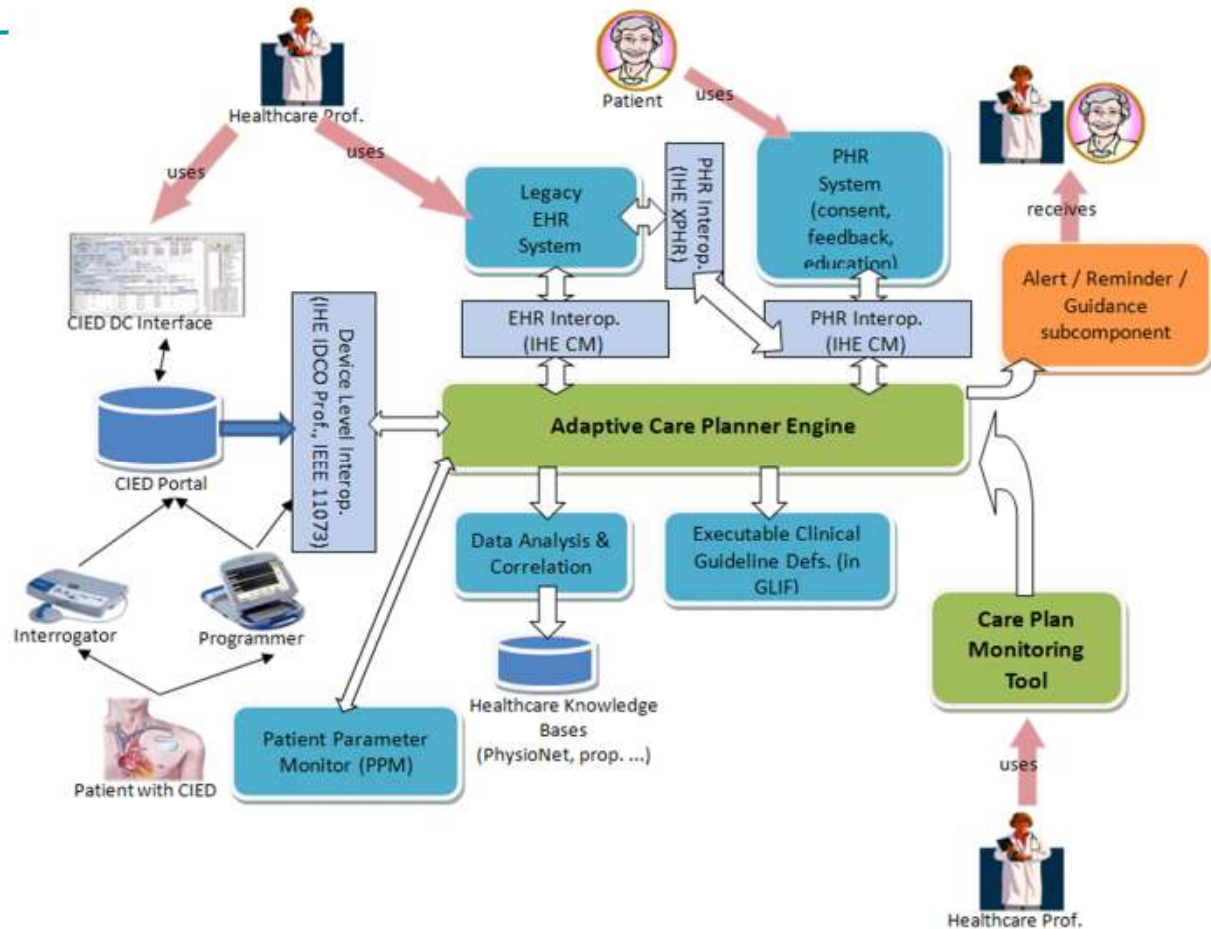 Healthcare Prof.
Patient
uses
uses
uses
PHR Interop.
(IHE XPHR)
Legacy
EHR
System
PHR
System
(consent,
feedback,
education)
receives
CIED DC Interface
Device Level Interop.
(IHE IDCO Prof., IEEE 11073)
EHR Interop.
(IHE CM)
PHR Interop.
(IHE CM)
Alert / Reminder /
Guidance
subcomponent
Adaptive Care Planner Engine
CIED Portal
Data Analysis &
Correlation
Executable Clinical
Guideline Defs. (in
GLIF)
Interrogator
Programmer
Care Plan
Monitoring
Tool
Healthcare Knowledge
Bases
(PhysioNet, prop. ...)
Patient Parameter
Monitor (PPM)
Patient with CIED
uses
Healthcare Prof.